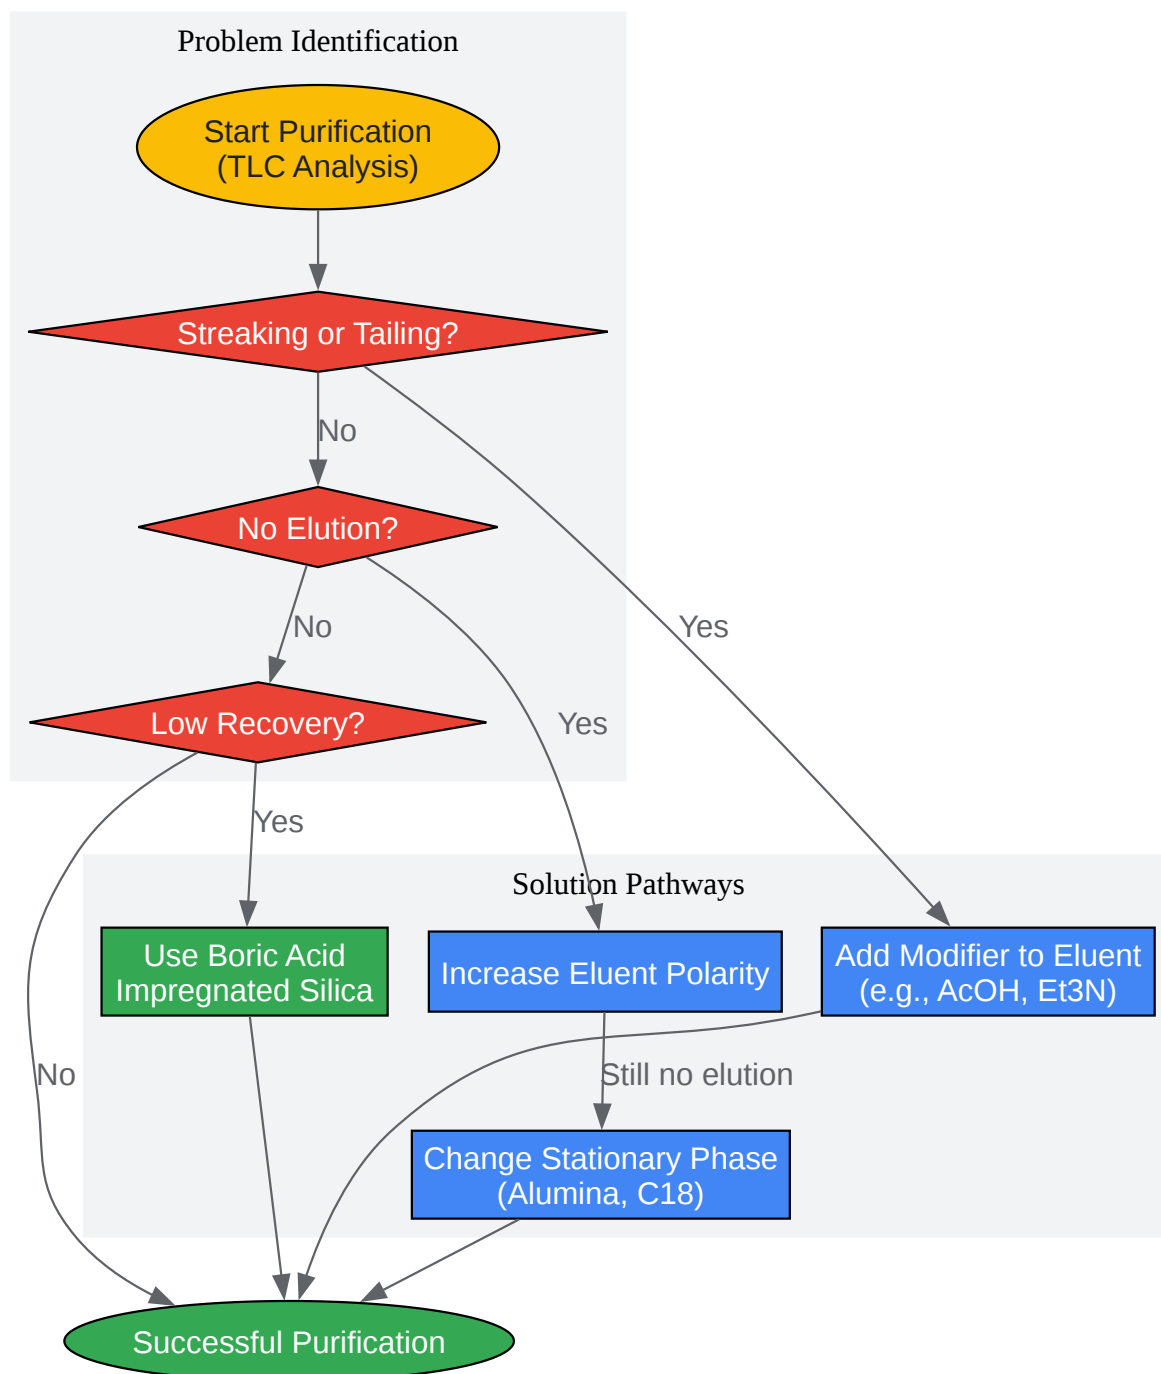 Problem Identification
Start Purification
(TLC Analysis)
Streaking or Tailing?
No
No Elution?
No
Yes
Low Recovery?
Yes
Yes
Solution Pathways
Use Boric Acid
Impregnated Silica
Increase Eluent Polarity
Add Modifier to Eluent
(e.g., AcOH, Et3N)
No
Still no elution
Change Stationary Phase
(Alumina, C18)
Successful Purification